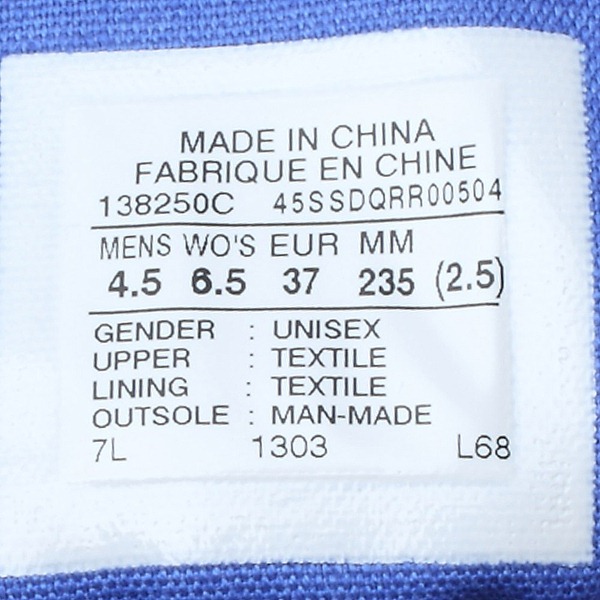 MADE IN CHINA
FABRIQUE EN CHINE
138250C 45SSDQRR00504
MENS WO'S EUR MM
4.5 6.5 37 235 (2.5)
GENDER : UNISEX
UPPER : TEXTILE
LINING : TEXTILE
OUTSOLE : MAN-MADE
7L 1303 L68